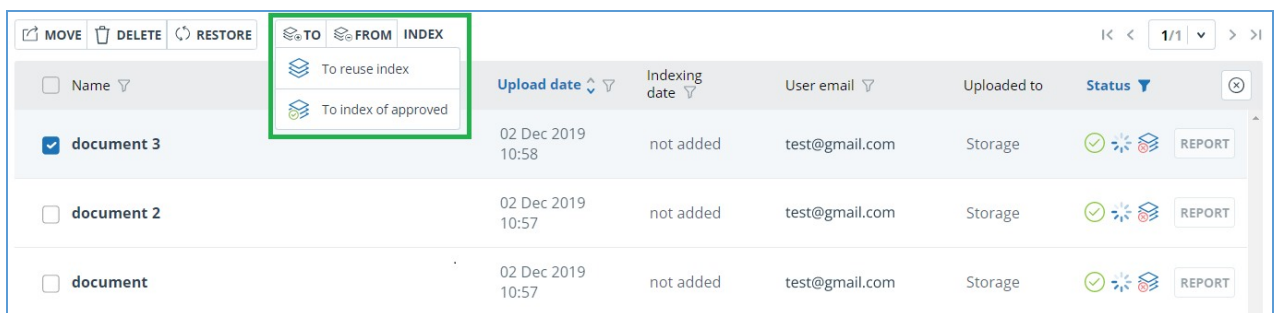 MOVE DELETE RESTORE TO FROM INDEX 1/1
To reuse index
To index of approved
Name Upload date Indexing date User email Uploaded to Status
document 3 02 Dec 2019 10:58 not added test@gmail.com Storage REPORT
document 2 02 Dec 2019 10:57 not added test@gmail.com Storage REPORT
document 02 Dec 2019 10:57 not added test@gmail.com Storage REPORT